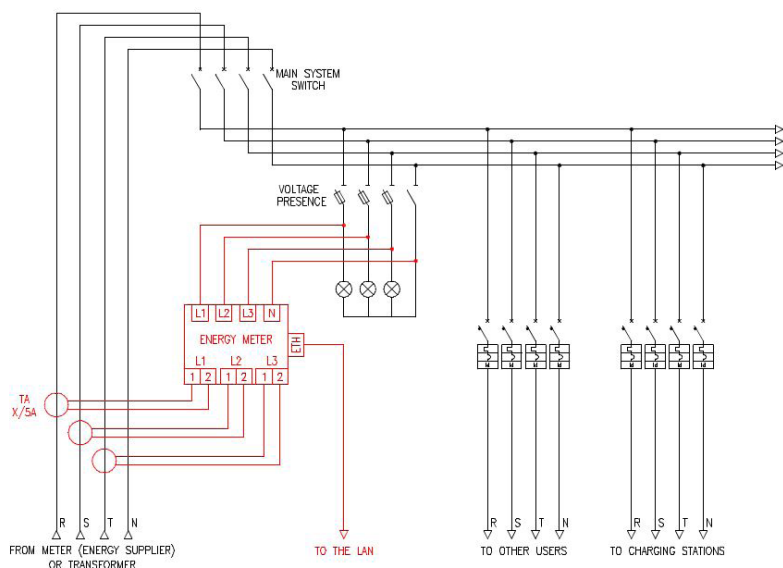 MAIN SYSTEM
SWITCH
VOLTAGE
PRESENCE
L1 L2 L3 N
ENERGY METER
ETH
L1 L2 L3
1 2 1 2 1 2
TA
X/5A
R S T N
FROM METER (ENERGY SUPPLIER)
OR TRANSFORMER
TO THE LAN
R S T N
TO OTHER USERS
R S T N
TO CHARGING STATIONS